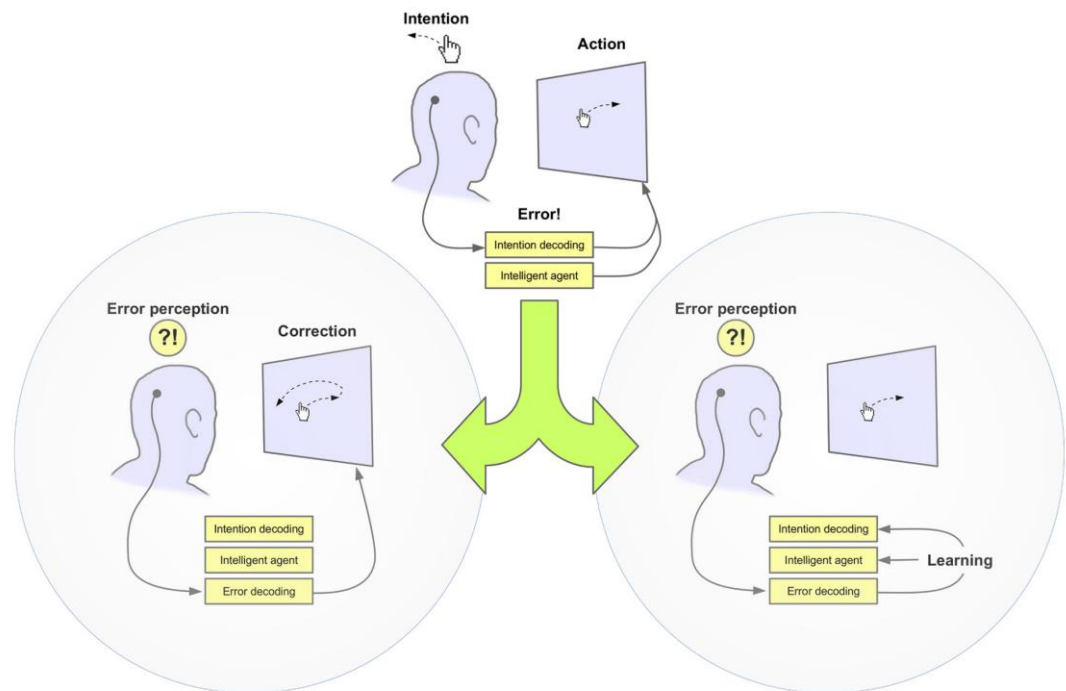 Intention
Action
Error!
Intention decoding
Intelligent agent
Error perception
?!
Correction
Intention decoding
Intelligent agent
Error decoding
Error perception
?!
Intention decoding
Intelligent agent
Learning
Error decoding